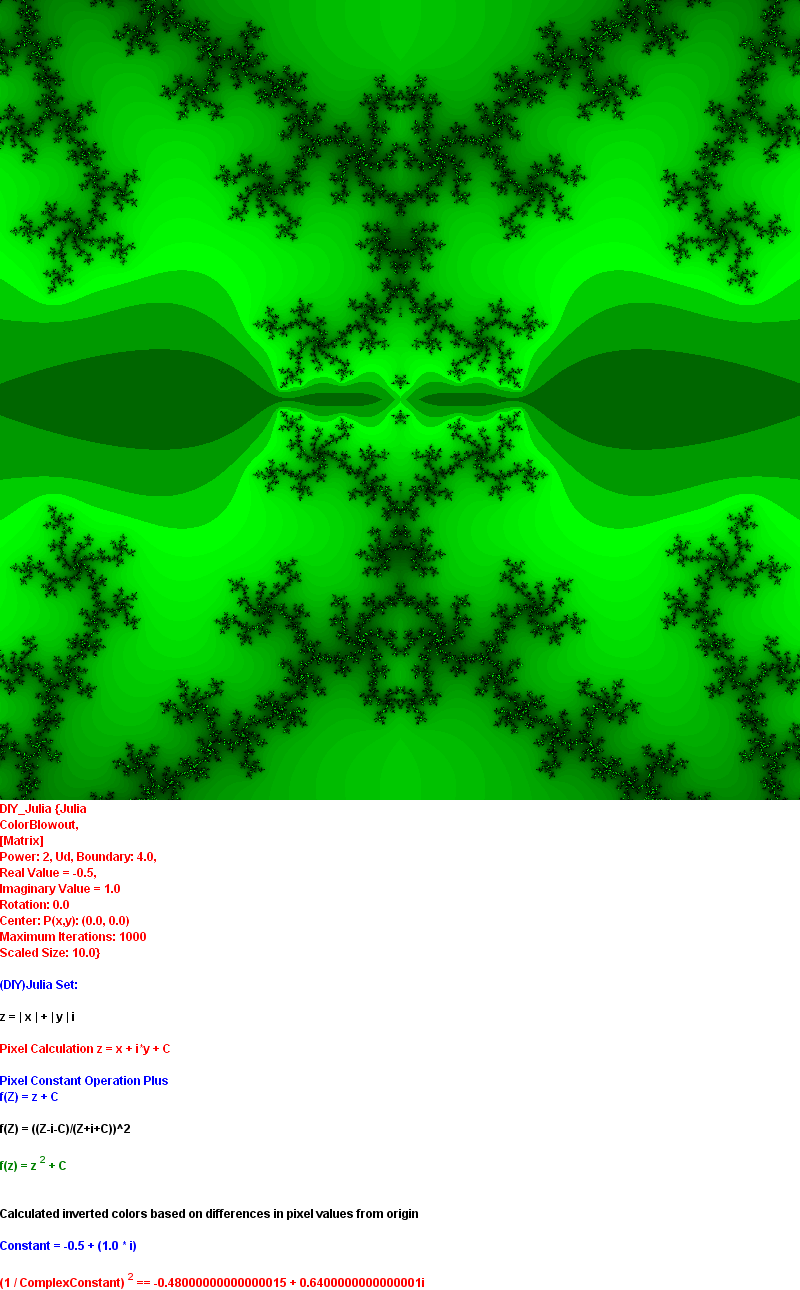 DIY_Julia {Julia
ColorBlowout,
[Matrix]
Power: 2, Ud, Boundary: 4.0,
Real Value = -0.5,
Imaginary Value = 1.0
Rotation: 0.0
Center: P(x,y): (0.0, 0.0)
Maximum Iterations: 1000
Scaled Size: 10.0}
(DIY)Julia Set:
z = | x | + | y | i
Pixel Calculation z = x + i*y + C
Pixel Constant Operation Plus
f(Z) = z + C
f(Z) = ((Z-i-C)/(Z+i+C))^2
f(z) = z 2 + C
Calculated inverted colors based on differences in pixel values from origin
Constant = -0.5 + (1.0 * i)
(1 / ComplexConstant) 2 == -0.48000000000000015 + 0.6400000000000001i